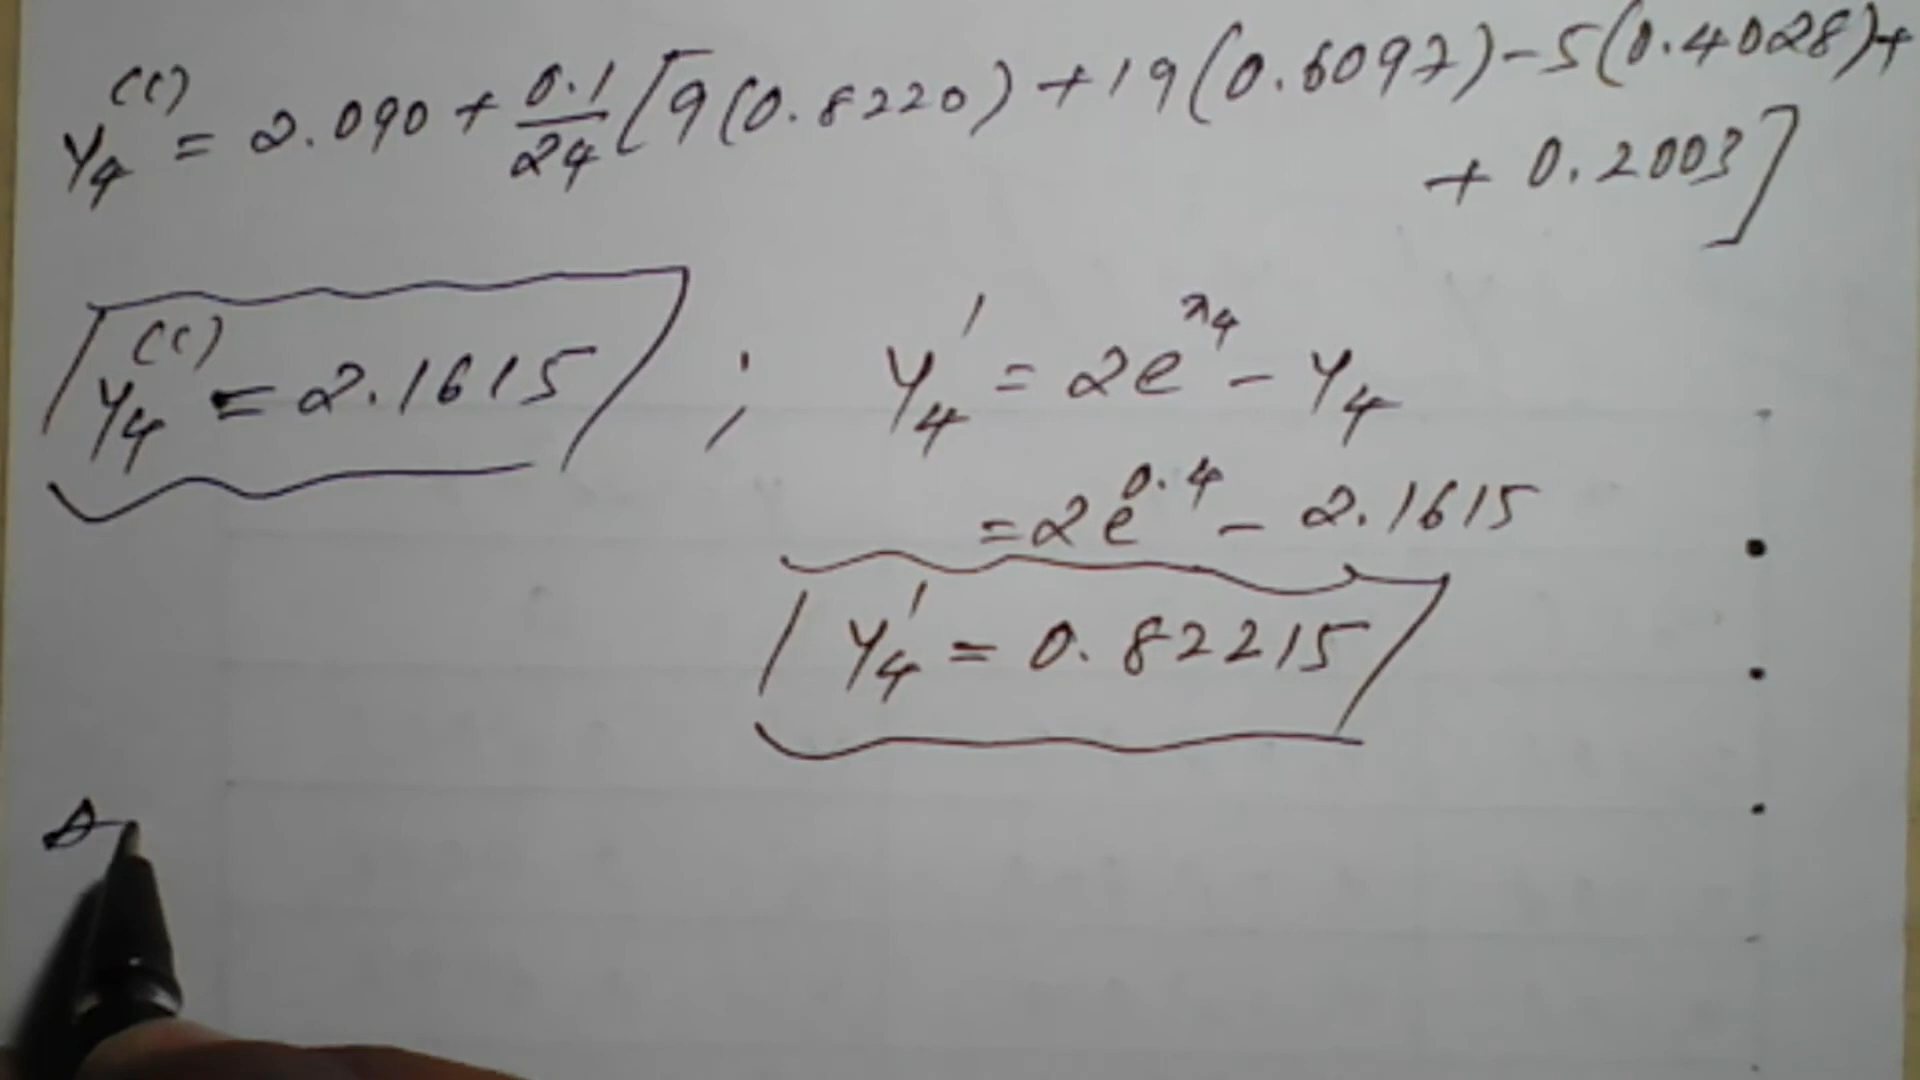 y₄⁽ᶜ⁾ = 2.090 + 0.1/24 [9(0.8220) + 19(0.6097) - 5(0.4028) +
+ 0.2003]
y₄⁽ᶜ⁾ = 2.1615 ; y₄' = 2e^x₄ - y₄
= 2e^0.4 - 2.1615
y₄' = 0.82215